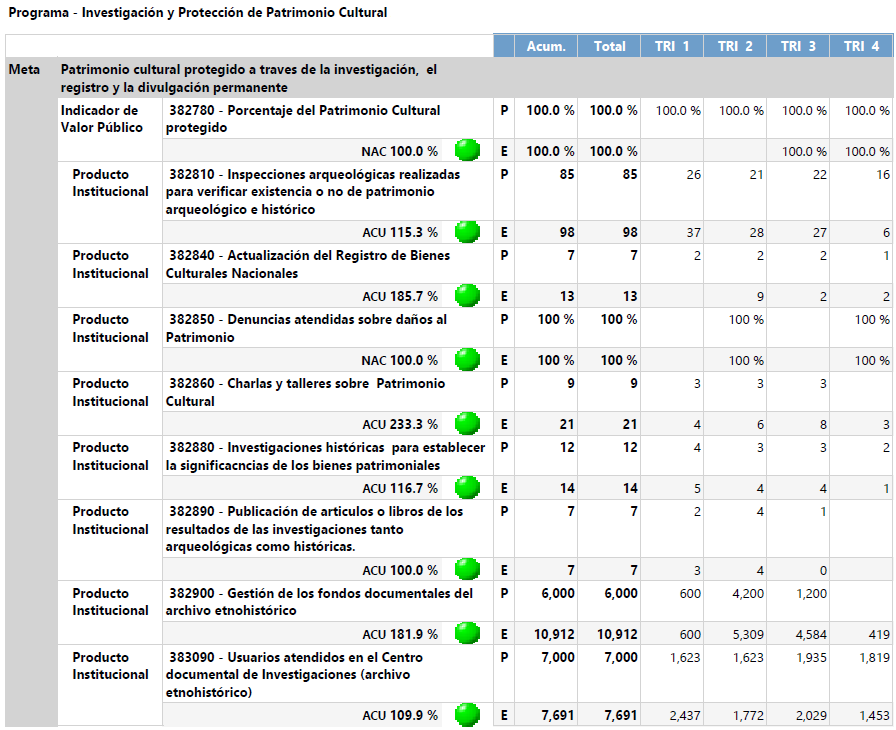 Programa - Investigación y Protección de Patrimonio Cultural
Acum. Total TRI 1 TRI 2 TRI 3 TRI 4
Meta Patrimonio cultural protegido a traves de la investigación, el
registro y la divulgación permanente
Indicador de 382780 - Porcentaje del Patrimonio Cultural P 100.0 % 100.0 % 100.0 % 100.0 % 100.0 % 100.0 %
Valor Público protegido
NAC 100.0 % E 100.0 % 100.0 % 100.0 % 100.0 %
Producto 382810 - Inspecciones arqueológicas realizadas P 85 85 26 21 22 16
Institucional para verificar existencia o no de patrimonio
arqueológico e histórico
ACU 115.3 % E 98 98 37 28 27 6
Producto 382840 - Actualización del Registro de Bienes P 7 7 2 2 2 1
Institucional Culturales Nacionales
ACU 185.7 % E 13 13 9 2 2
Producto 382850 - Denuncias atendidas sobre daños al P 100 % 100 % 100 % 100 %
Institucional Patrimonio
NAC 100.0 % E 100 % 100 % 100 % 100 %
Producto 382860 - Charlas y talleres sobre Patrimonio P 9 9 3 3 3
Institucional Cultural
ACU 233.3 % E 21 21 4 6 8 3
Producto 382880 - Investigaciones históricas para establecer P 12 12 4 3 3 2
Institucional la significacncias de los bienes patrimoniales
ACU 116.7 % E 14 14 5 4 4 1
Producto 382890 - Publicación de articulos o libros de los P 7 7 2 4 1
Institucional resultados de las investigaciones tanto
arqueológicas como históricas.
ACU 100.0 % E 7 7 3 4 0
Producto 382900 - Gestión de los fondos documentales del P 6,000 6,000 600 4,200 1,200
Institucional archivo etnohistórico
ACU 181.9 % E 10,912 10,912 600 5,309 4,584 419
Producto 383090 - Usuarios atendidos en el Centro P 7,000 7,000 1,623 1,623 1,935 1,819
Institucional documental de Investigaciones (archivo
etnohistórico)
ACU 109.9 % E 7,691 7,691 2,437 1,772 2,029 1,453